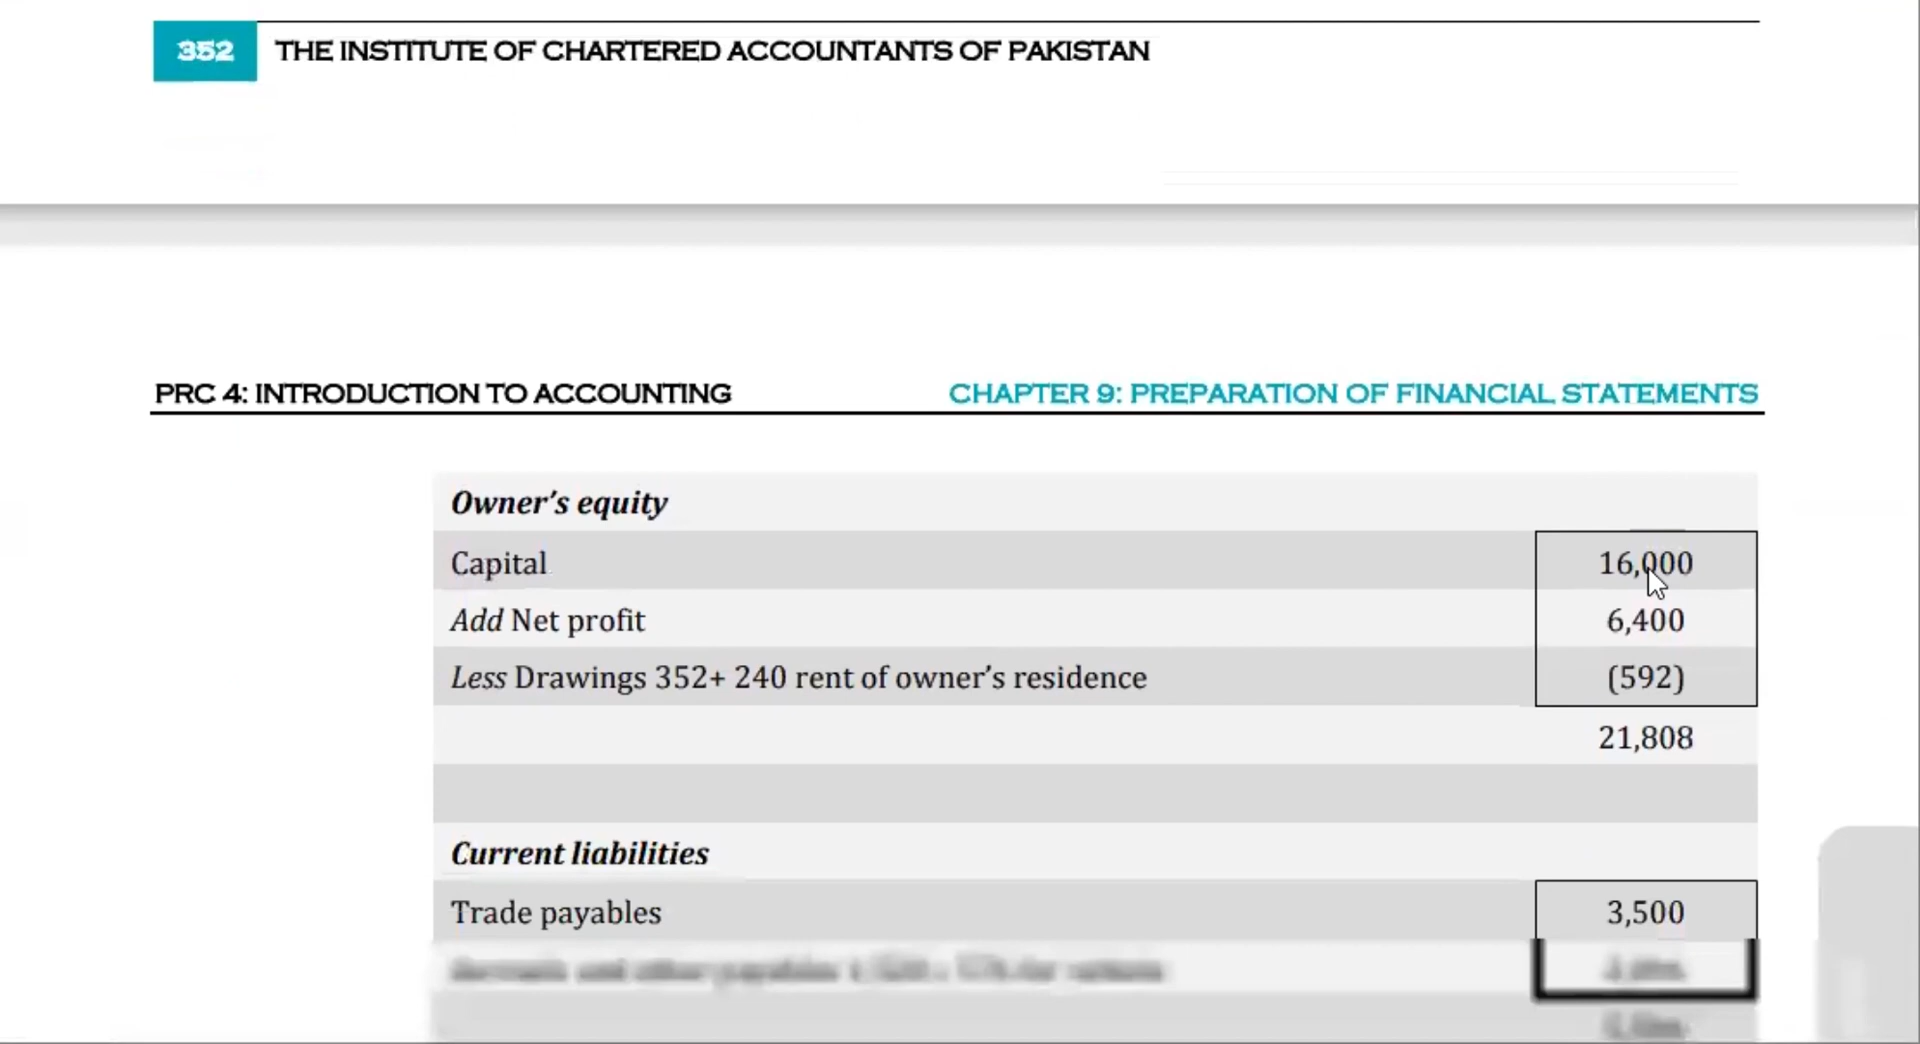 352 THE INSTITUTE OF CHARTERED ACCOUNTANTS OF PAKISTAN
PRC 4: INTRODUCTION TO ACCOUNTING CHAPTER 9: PREPARATION OF FINANCIAL STATEMENTS
Owner's equity
Capital 16,000
Add Net profit 6,400
Less Drawings 352+ 240 rent of owner's residence (592)
21,808
Current liabilities
Trade payables 3,500